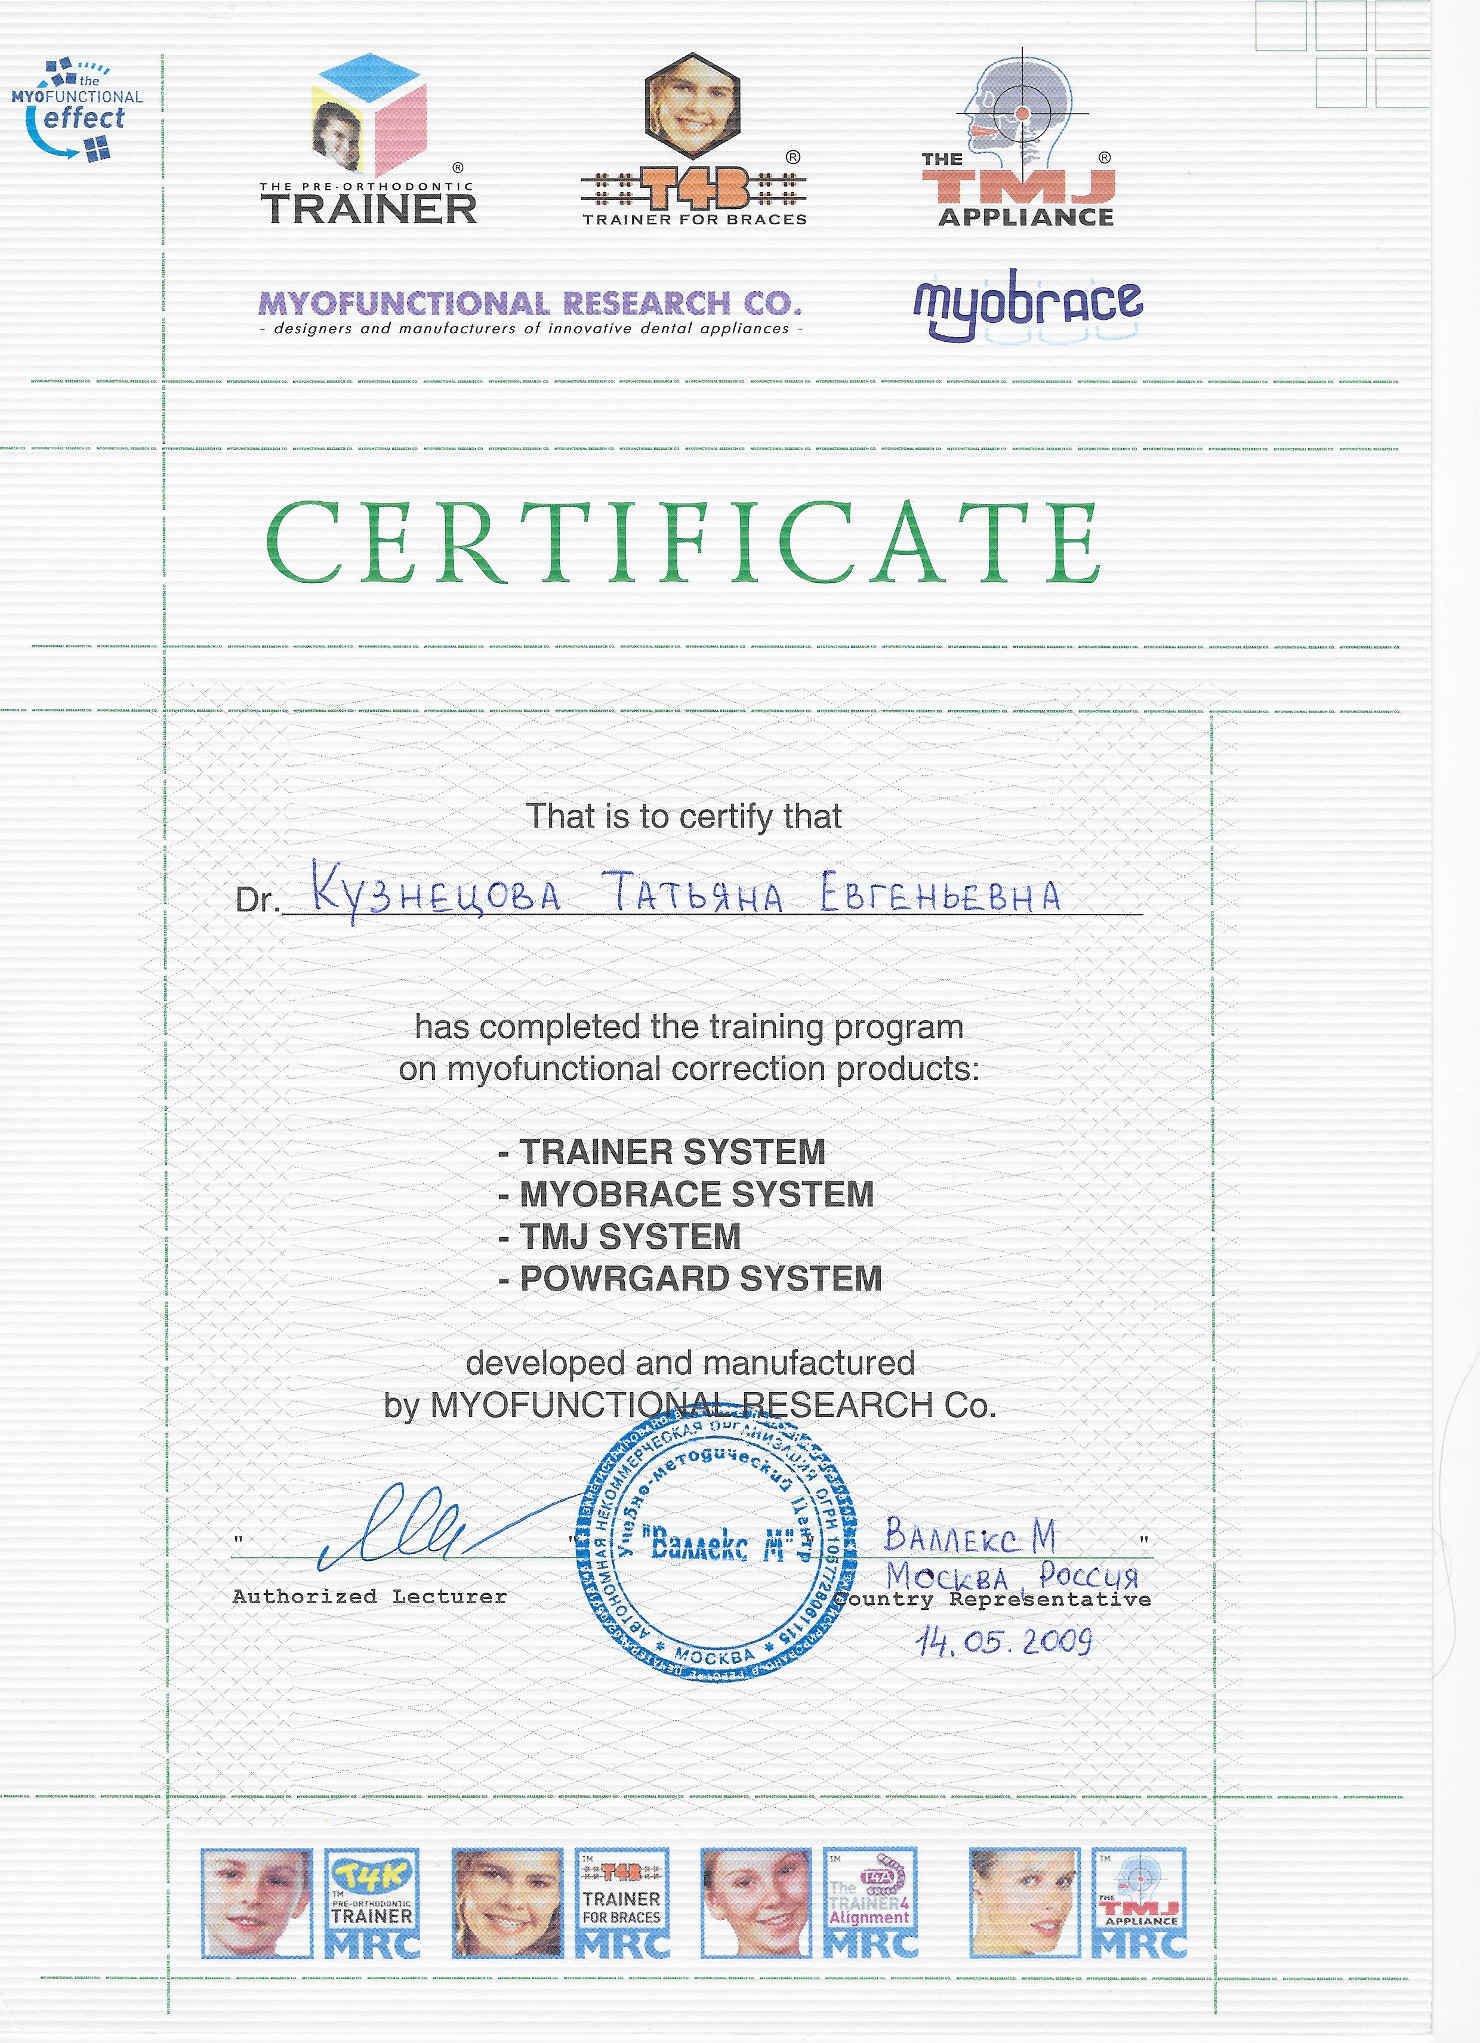 the
MYOFUNCTIONAL
effect
THE PRE-ORTHODONTIC
TRAINER®
T4B®
TRAINER FOR BRACES
THE
TMJ®
APPLIANCE
MYOFUNCTIONAL RESEARCH CO.
- designers and manufacturers of innovative dental appliances -
myobrace
CERTIFICATE
That is to certify that
Dr. Кузнецова Татьяна Евгеньевна
has completed the training program
on myofunctional correction products:
- TRAINER SYSTEM
- MYOBRACE SYSTEM
- TMJ SYSTEM
- POWRGARD SYSTEM
developed and manufactured
by MYOFUNCTIONAL RESEARCH Co.
АВТОНОМНАЯ НЕКОММЕРЧЕСКАЯ ОРГАНИЗАЦИЯ ОГРН 1057728061115
* МОСКВА *
Учебно-методический Центр
"Валлекс М"
" " Валлекс М "
Москва, Россия
Authorized Lecturer
Country Representative
14.05.2009
T4K
TM
PRE-ORTHODONTIC
TRAINER
MRC
TM
T4B
TRAINER
FOR BRACES
MRC
TM
T4A
The
TRAINER4
Alignment
MRC
TM
THE
TMJ
APPLIANCE
MRC